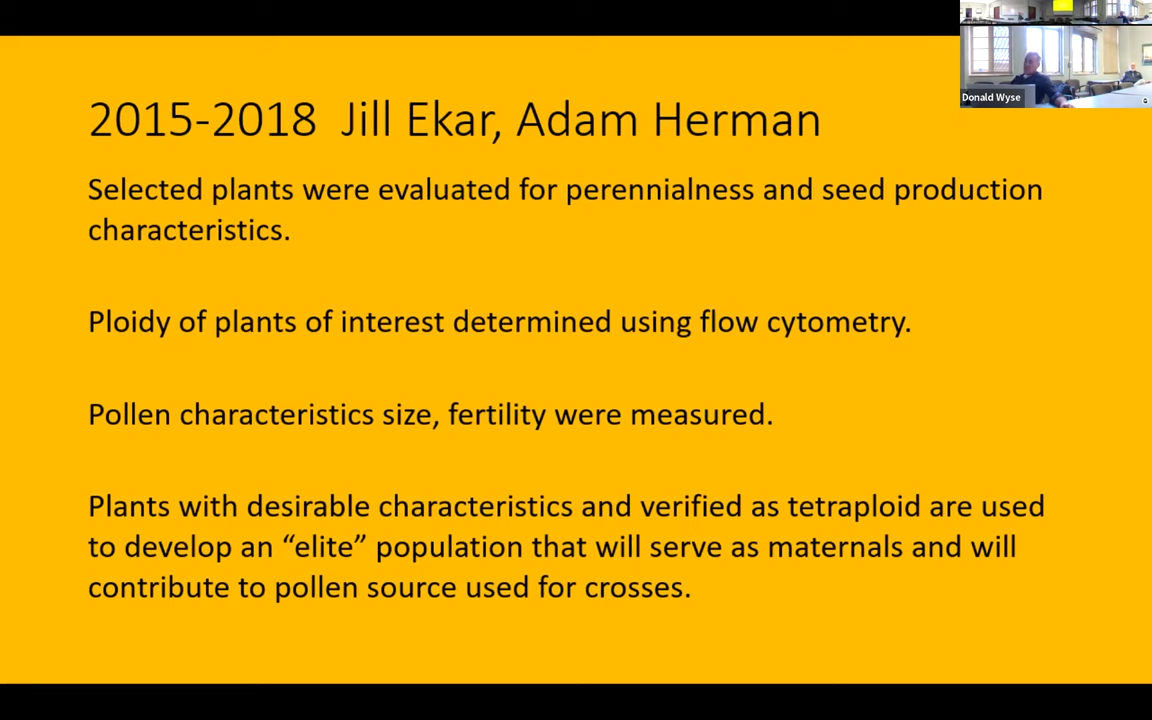 2015-2018 Jill Ekar, Adam Herman
Selected plants were evaluated for perennialness and seed production
characteristics.
Ploidy of plants of interest determined using flow cytometry.
Pollen characteristics size, fertility were measured.
Plants with desirable characteristics and verified as tetraploid are used
to develop an “elite” population that will serve as maternals and will
contribute to pollen source used for crosses.
Donald Wyse